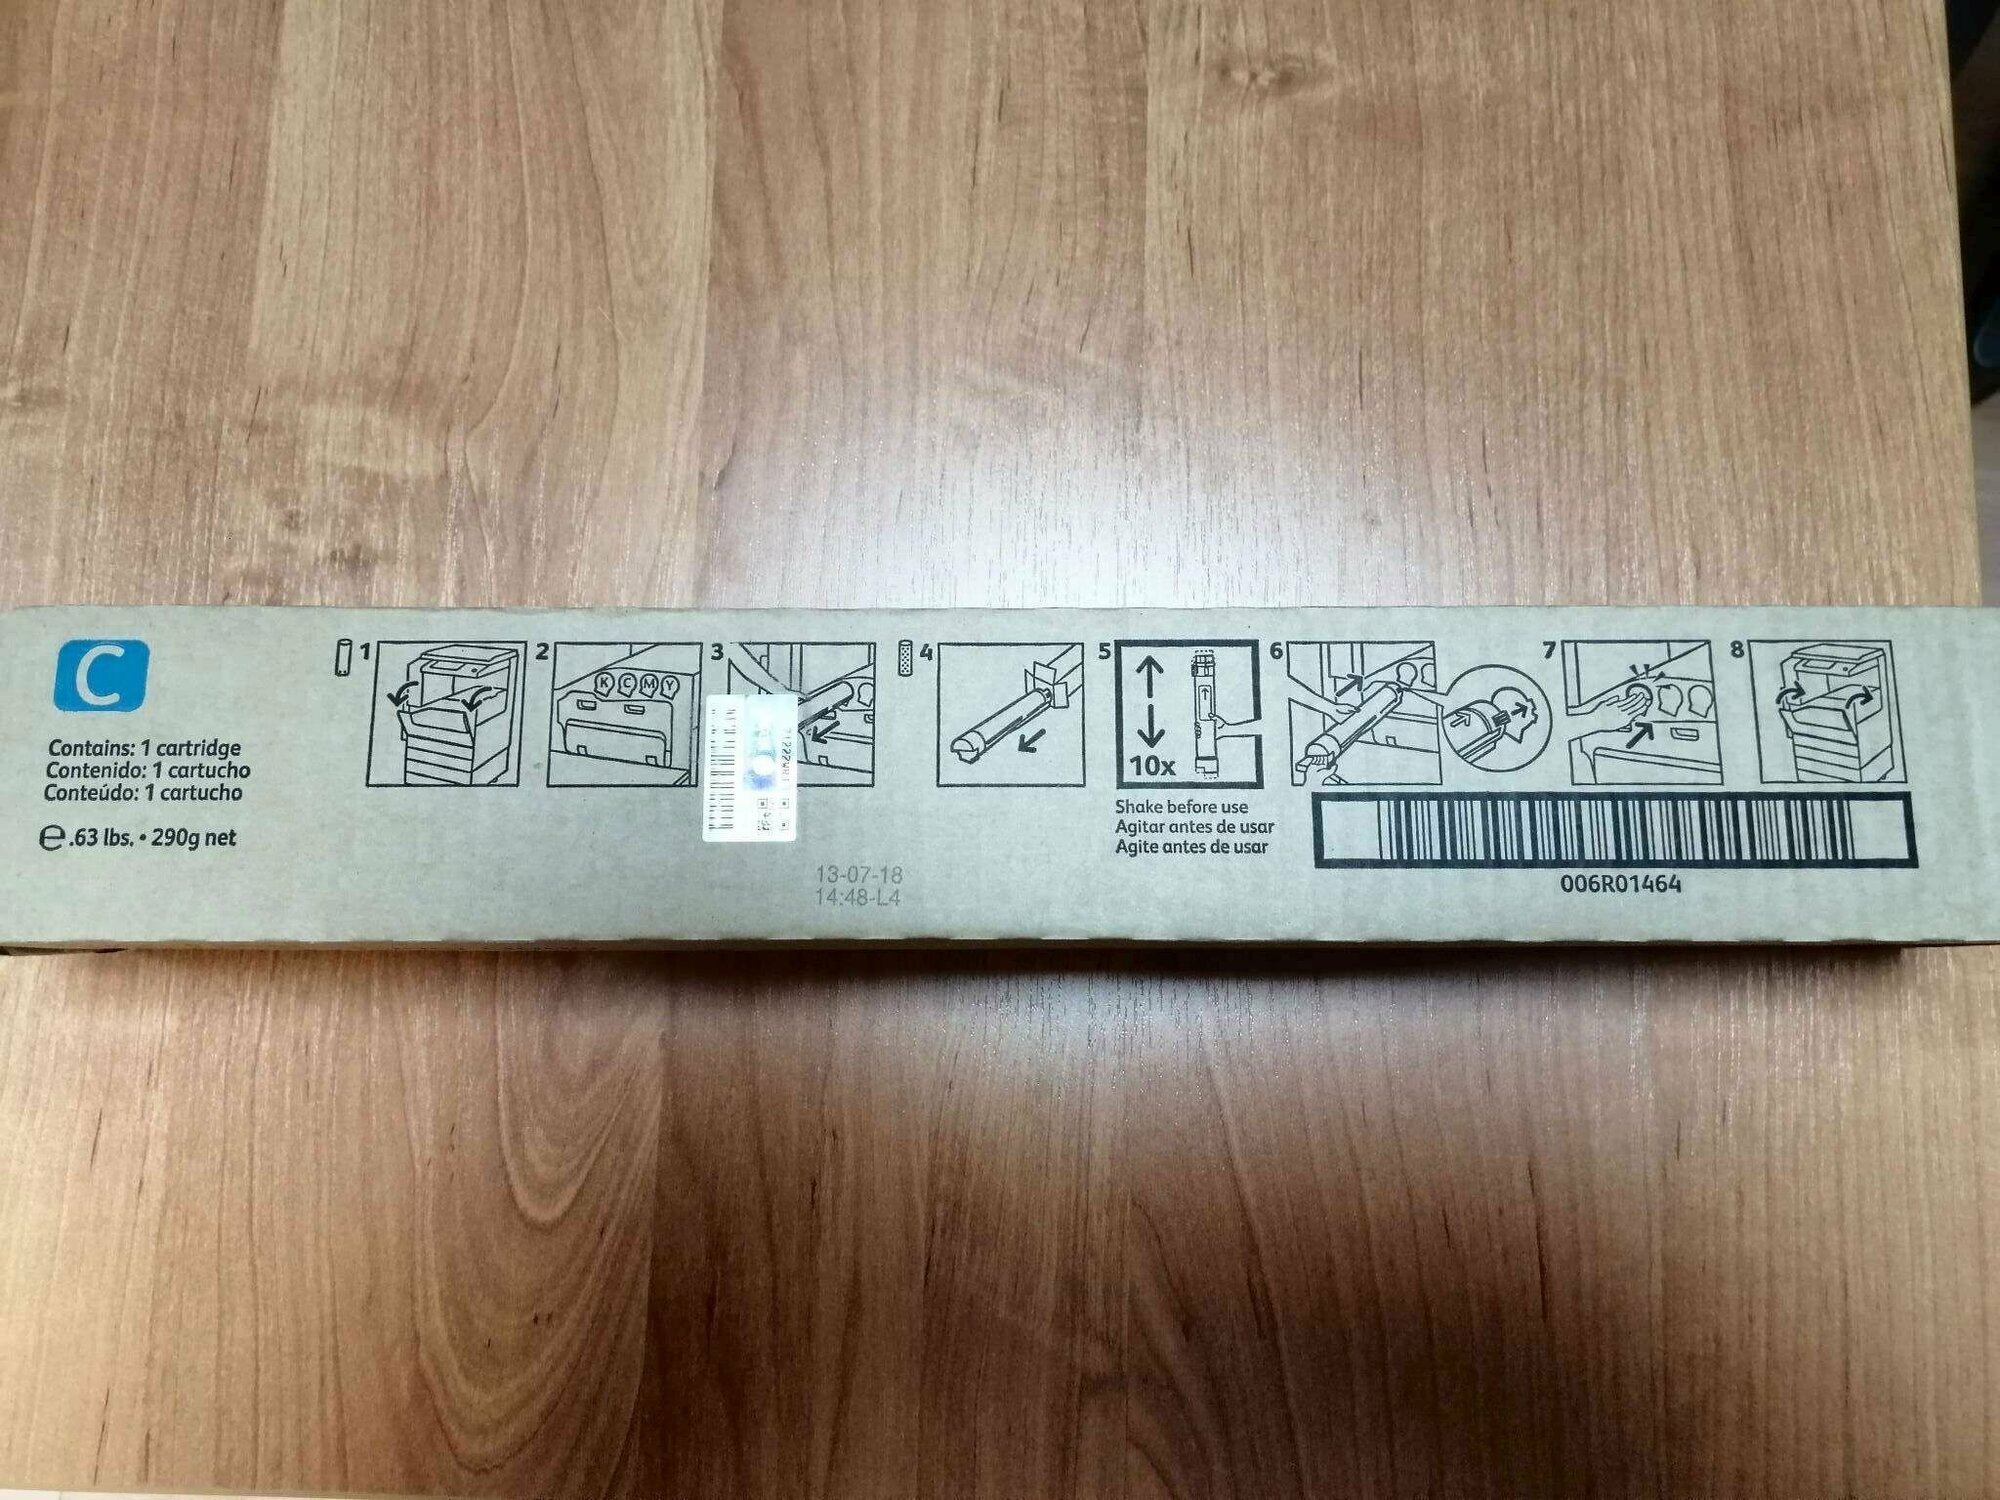 C
Contains: 1 cartridge
Contenido: 1 cartucho
Conteúdo: 1 cartucho
℮ .63 lbs. • 290g net
1
2
K C M Y
3
4
5
10x
Shake before use
Agitar antes de usar
Agite antes de usar
6
7
8
006R01464
13-07-18
14:48-L4